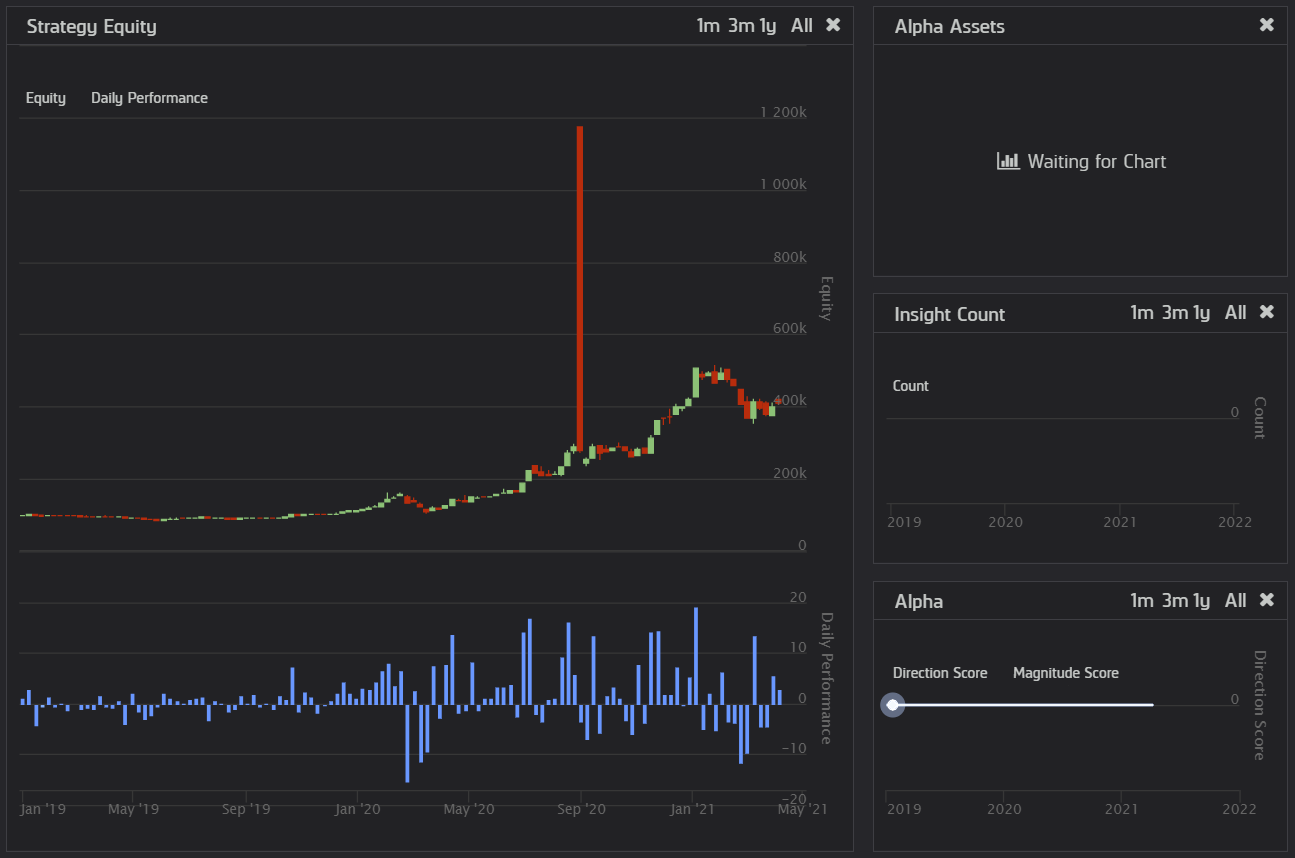 Strategy Equity 1m 3m 1y All
Equity Daily Performance
1 200k
1 000k
800k
600k
400k
200k
0
Equity
20
10
0
-10
-20
Daily Performance
Jan '19 May '19 Sep '19 Jan '20 May '20 Sep '20 Jan '21 May '21
Alpha Assets
Waiting for Chart
Insight Count 1m 3m 1y All
Count
0
Count
2019 2020 2021 2022
Alpha 1m 3m 1y All
Direction Score Magnitude Score
0
Direction Score
2019 2020 2021 2022